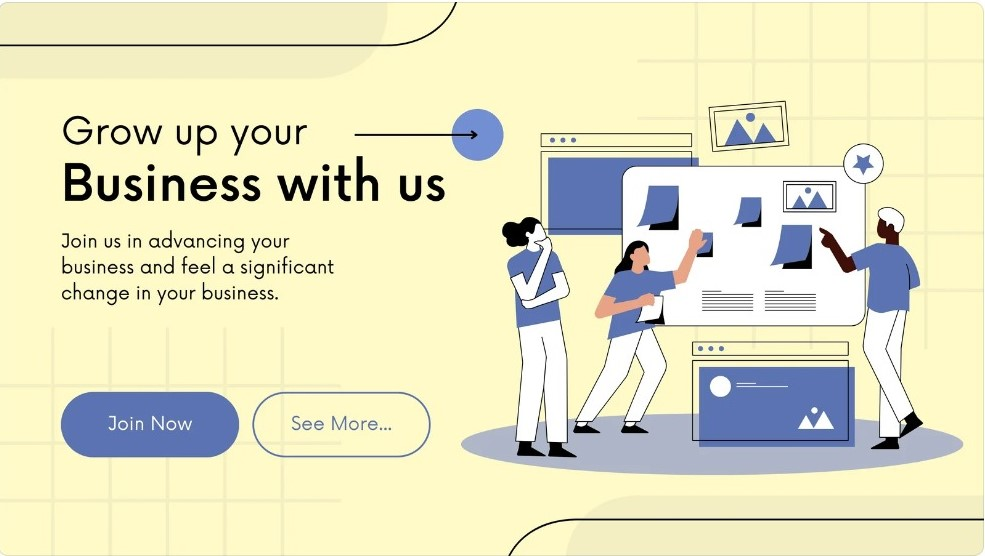 Grow up your
Business with us
Join us in advancing your
business and feel a significant
change in your business.
Join Now
See More...